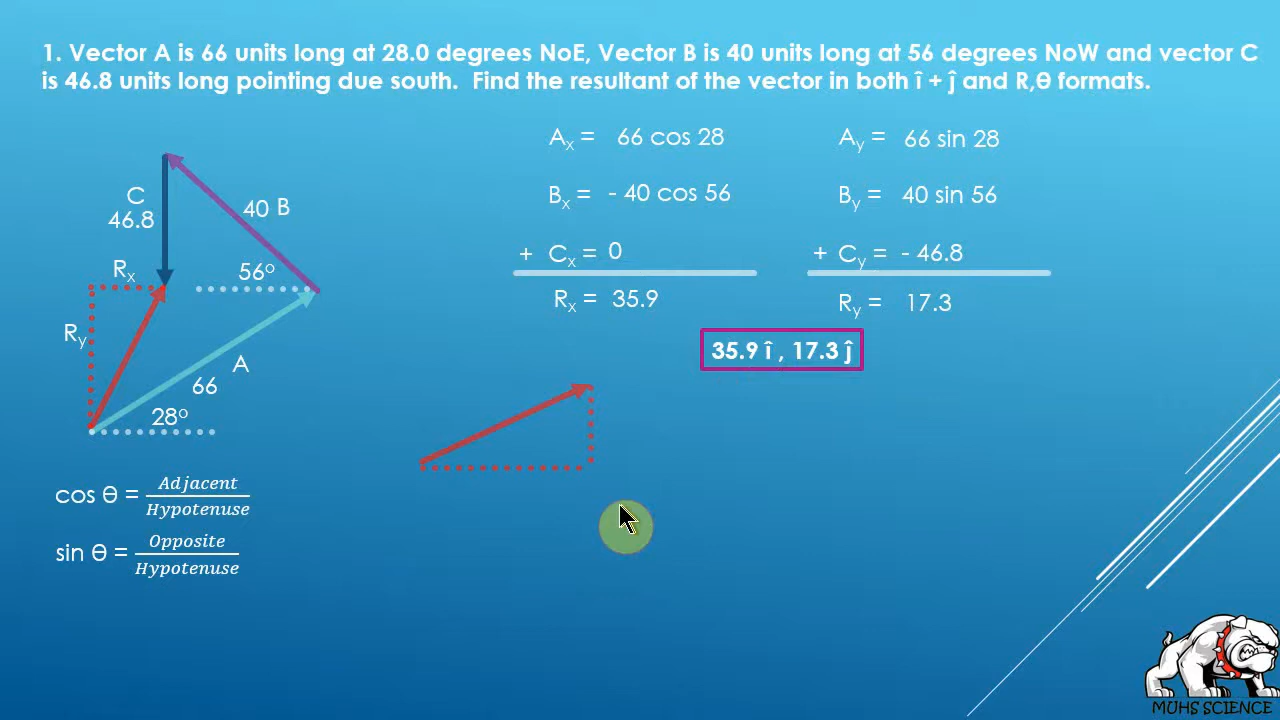 1. Vector A is 66 units long at 28.0 degrees NoE, Vector B is 40 units long at 56 degrees NoW and vector C
is 46.8 units long pointing due south.  Find the resultant of the vector in both î + ĵ and R,Θ formats.
C
46.8
40 B
Rx
56°
Ry
A
66
28°
cos Θ = Adjacent/Hypotenuse
sin Θ = Opposite/Hypotenuse
Ax = 66 cos 28
Bx = - 40 cos 56
+ Cx = 0
Rx = 35.9
Ay = 66 sin 28
By = 40 sin 56
+ Cy = - 46.8
Ry = 17.3
35.9 î , 17.3 ĵ
MUHS SCIENCE